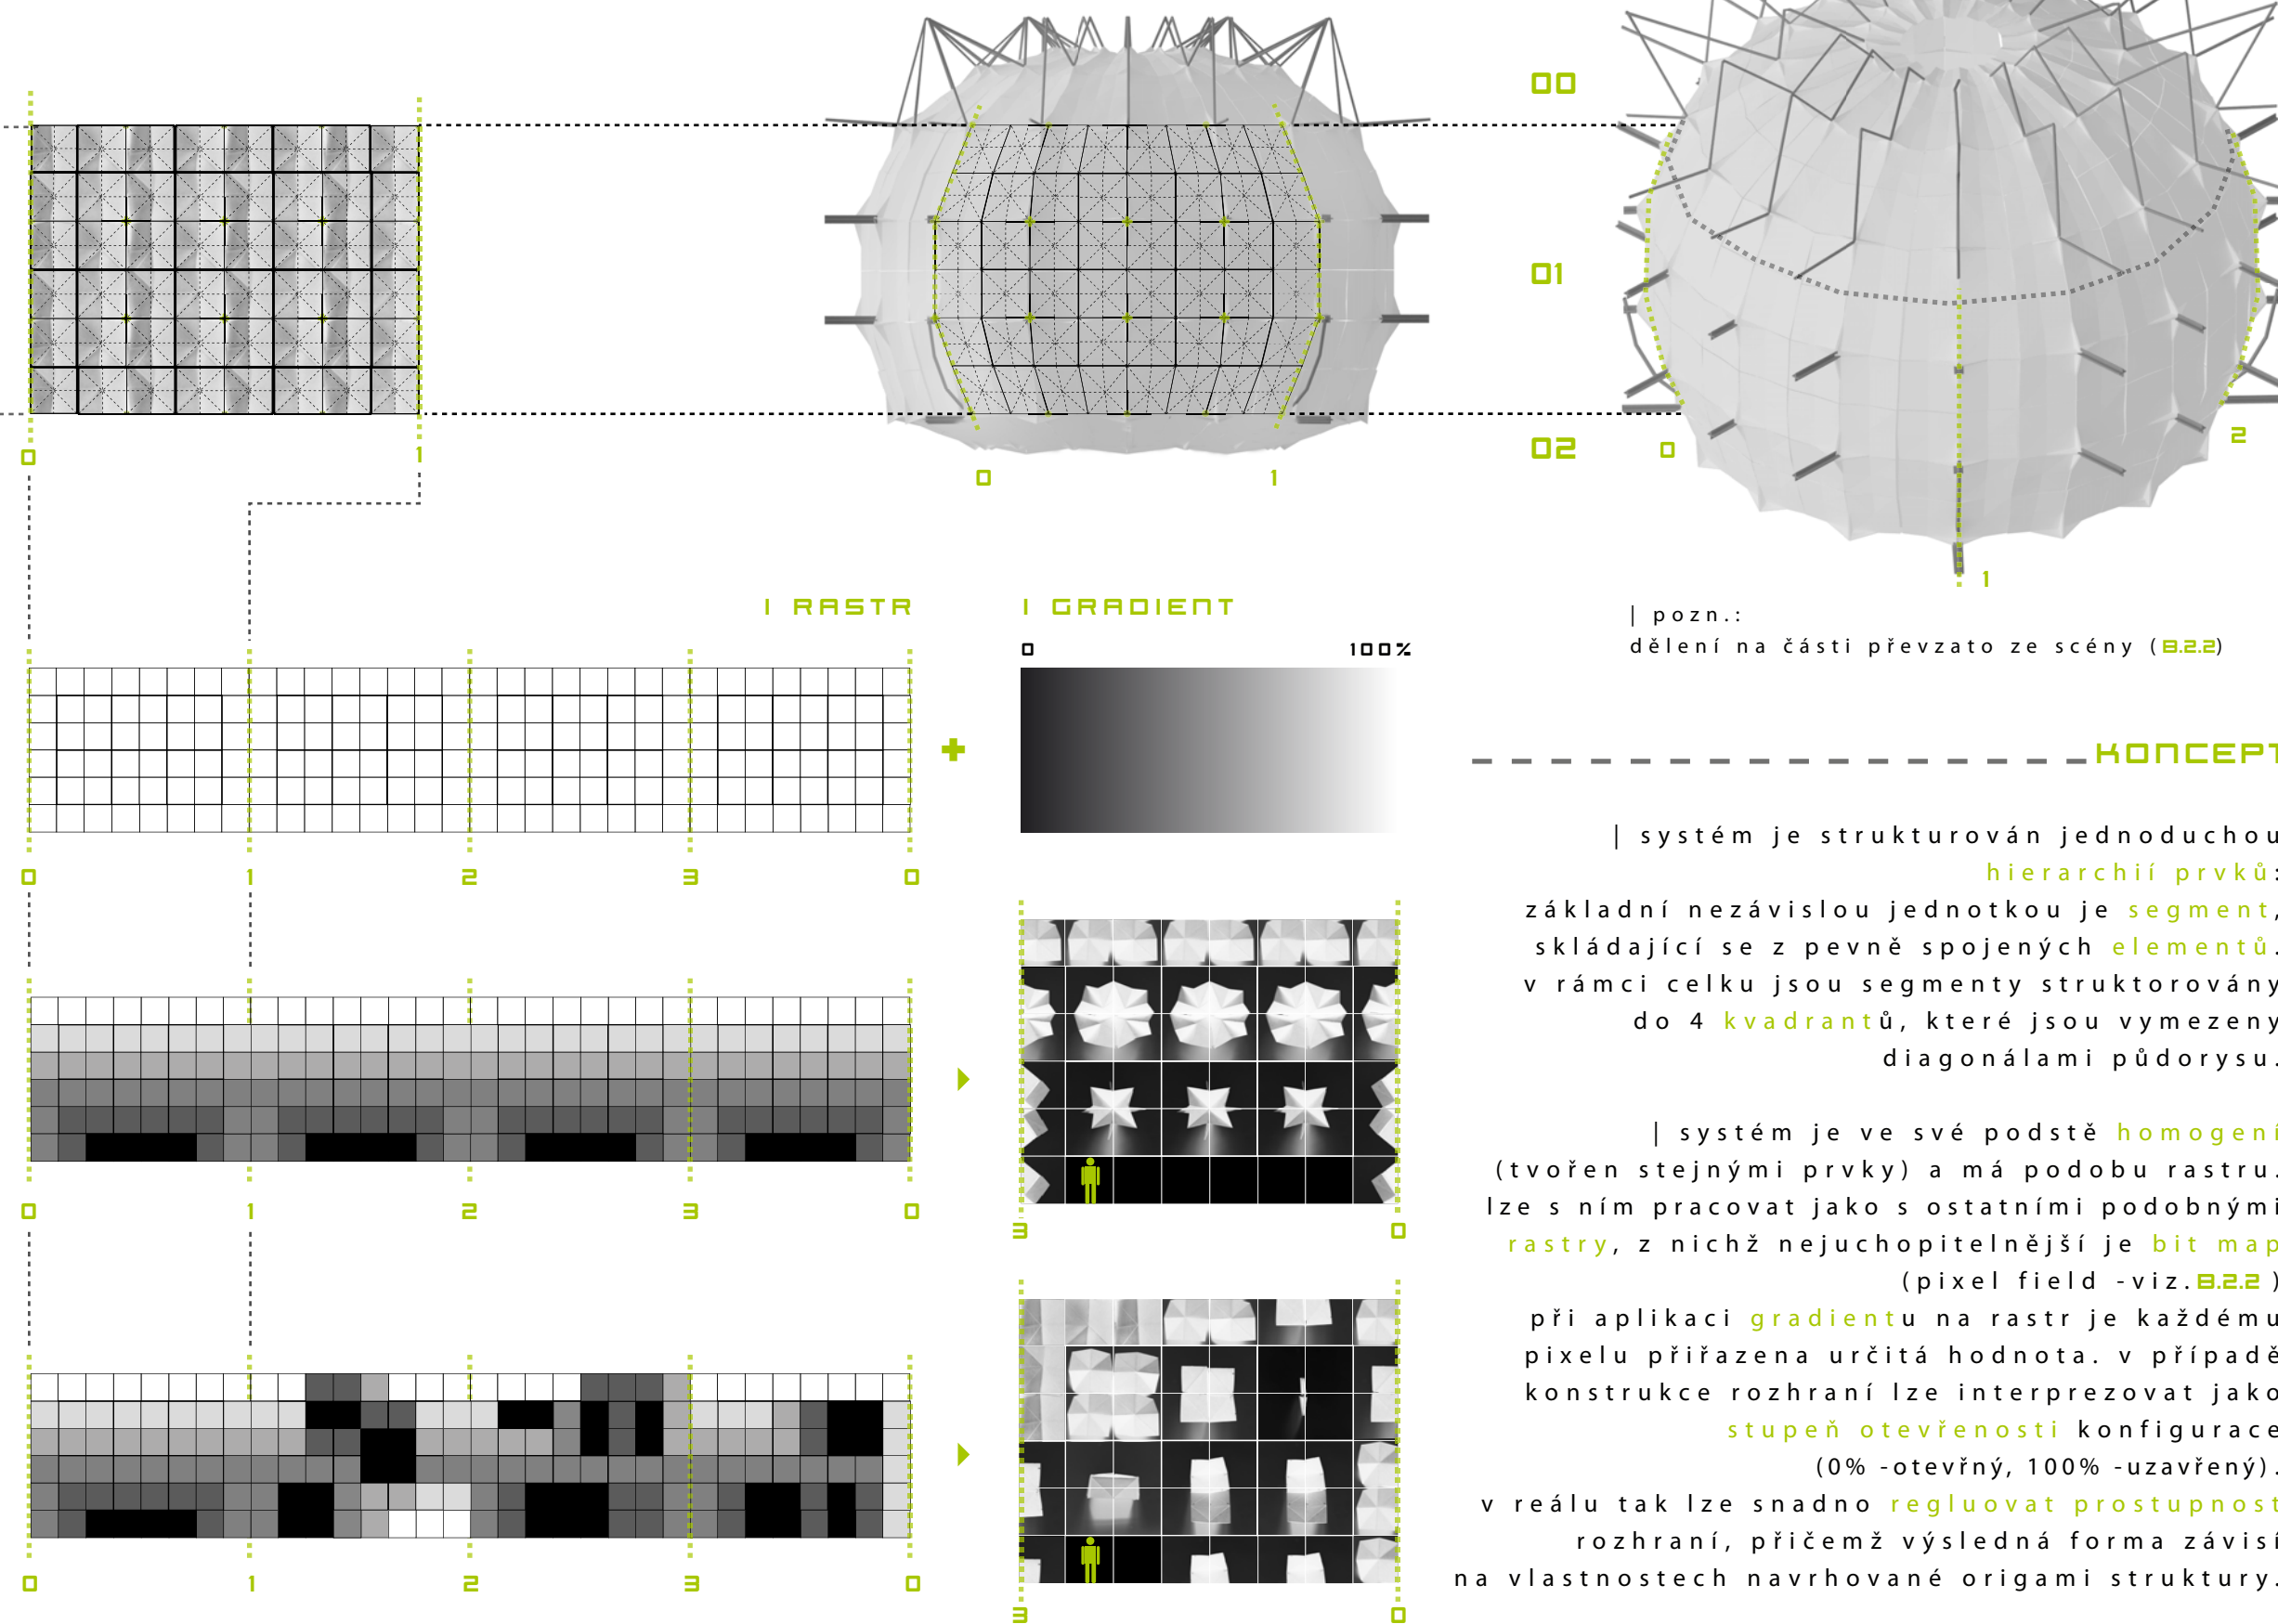 00
01
02
0 1
0 1
0 1 2
| RASTR
| GRADIENT
0 100%
| pozn.:
dělení na části převzato ze scény (B.2.2)
0 1 2 3 0
KONCEPT
| systém je strukturován jednoduchou
hierarchií prvků:
základní nezávislou jednotkou je segment,
skládající se z pevně spojených elementů.
v rámci celku jsou segmenty struktorovány
do 4 kvadrantů, které jsou vymezeny
diagonálami půdorysu.
| systém je ve své podstě homogení
(tvořen stejnými prvky) a má podobu rastru.
lze s ním pracovat jako s ostatními podobnými
rastry, z nichž nejuchopitelnější je bit map
(pixel field -viz.B.2.2 )
při aplikaci gradientu na rastr je každému
pixelu přiřazena určitá hodnota. v případě
konstrukce rozhraní lze interprezovat jako
stupeň otevřenosti konfigurace
(0% -otevřný, 100% -uzavřený).
v reálu tak lze snadno regluovat prostupnost
rozhraní, přičemž výsledná forma závisí
na vlastnostech navrhované origami struktury.
0 1 2 3 0
3 0
0 1 2 3 0
3 0